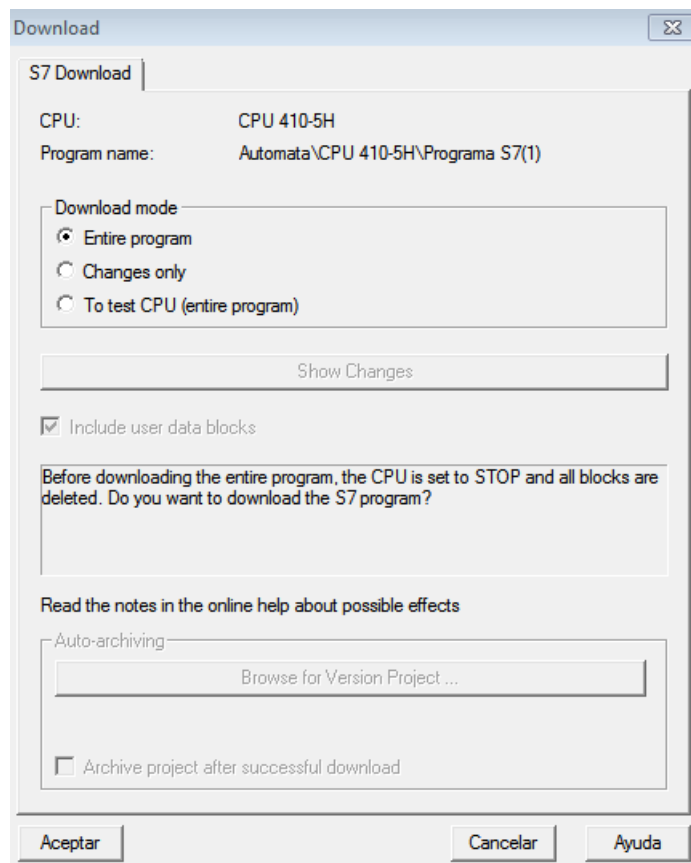 Download
S7 Download
CPU: CPU 410-5H
Program name: Automata\CPU 410-5H\Programa S7(1)
Download mode
Entire program
Changes only
To test CPU (entire program)
Show Changes
Include user data blocks
Before downloading the entire program, the CPU is set to STOP and all blocks are
deleted. Do you want to download the S7 program?
Read the notes in the online help about possible effects
Auto-archiving
Browse for Version Project ...
Archive project after successful download
Aceptar Cancelar Ayuda